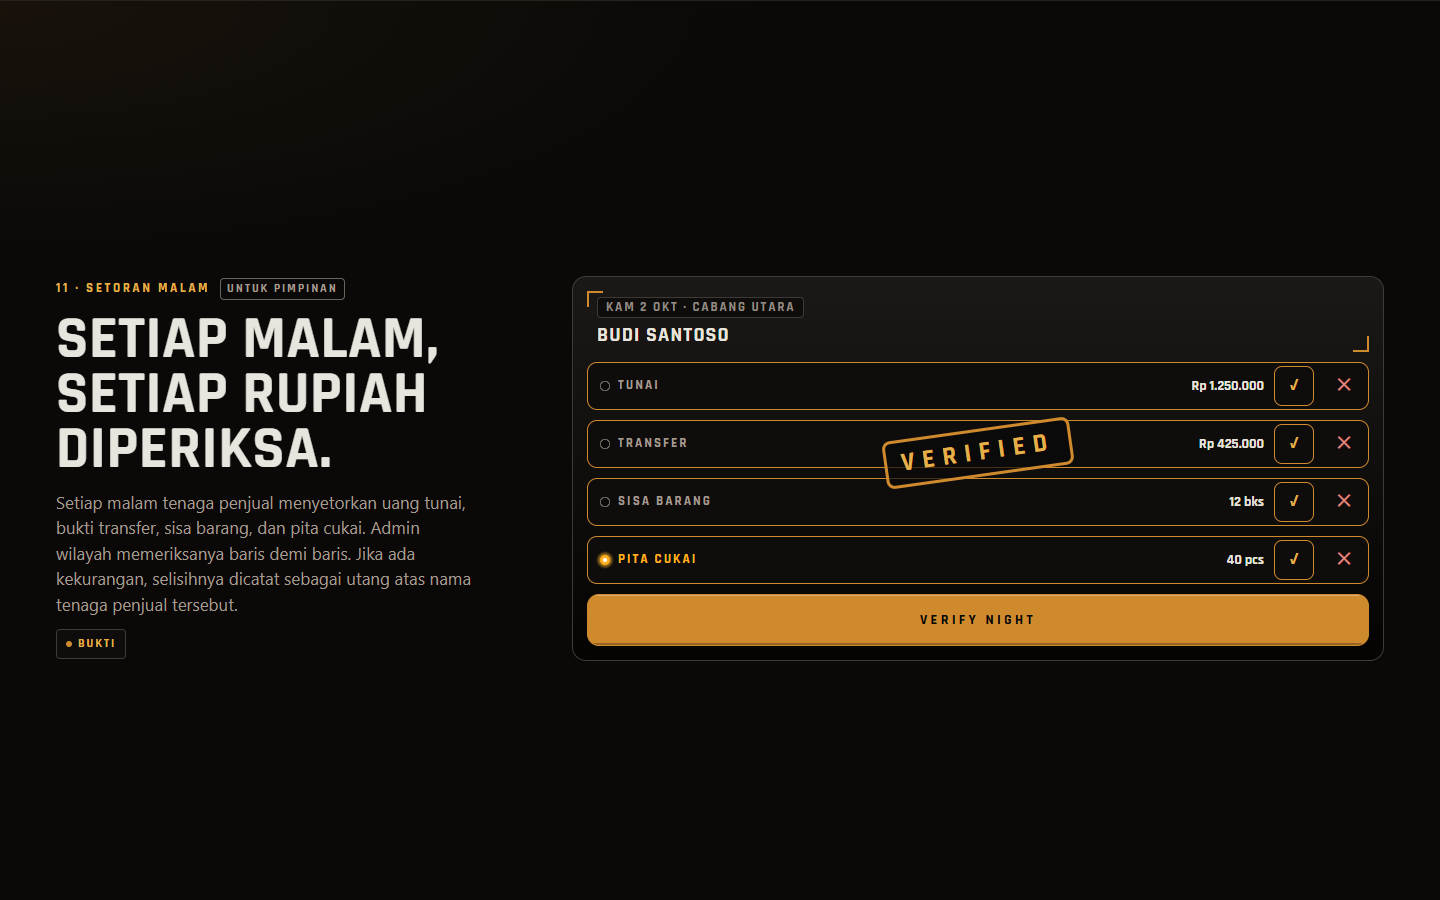 11 · SETORAN MALAM UNTUK PIMPINAN
SETIAP MALAM,
SETIAP RUPIAH
DIPERIKSA.
Setiap malam tenaga penjual menyetorkan uang tunai,
bukti transfer, sisa barang, dan pita cukai. Admin
wilayah memeriksanya baris demi baris. Jika ada
kekurangan, selisihnya dicatat sebagai utang atas nama
tenaga penjual tersebut.
BUKTI
KAM 2 OKT · CABANG UTARA
BUDI SANTOSO
TUNAI Rp 1.250.000 ✓ ✕
TRANSFER Rp 425.000 ✓ ✕
VERIFIED
SISA BARANG 12 bks ✓ ✕
PITA CUKAI 40 pcs ✓ ✕
VERIFY NIGHT